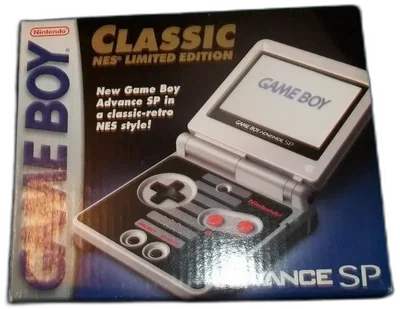 Nintendo
GAME BOY
CLASSIC
NES® LIMITED EDITION
New Game Boy
Advance SP in
a classic-retro
NES style!
GAME BOY
GAME BOY ADVANCE SP
Nintendo
ADVANCE SP